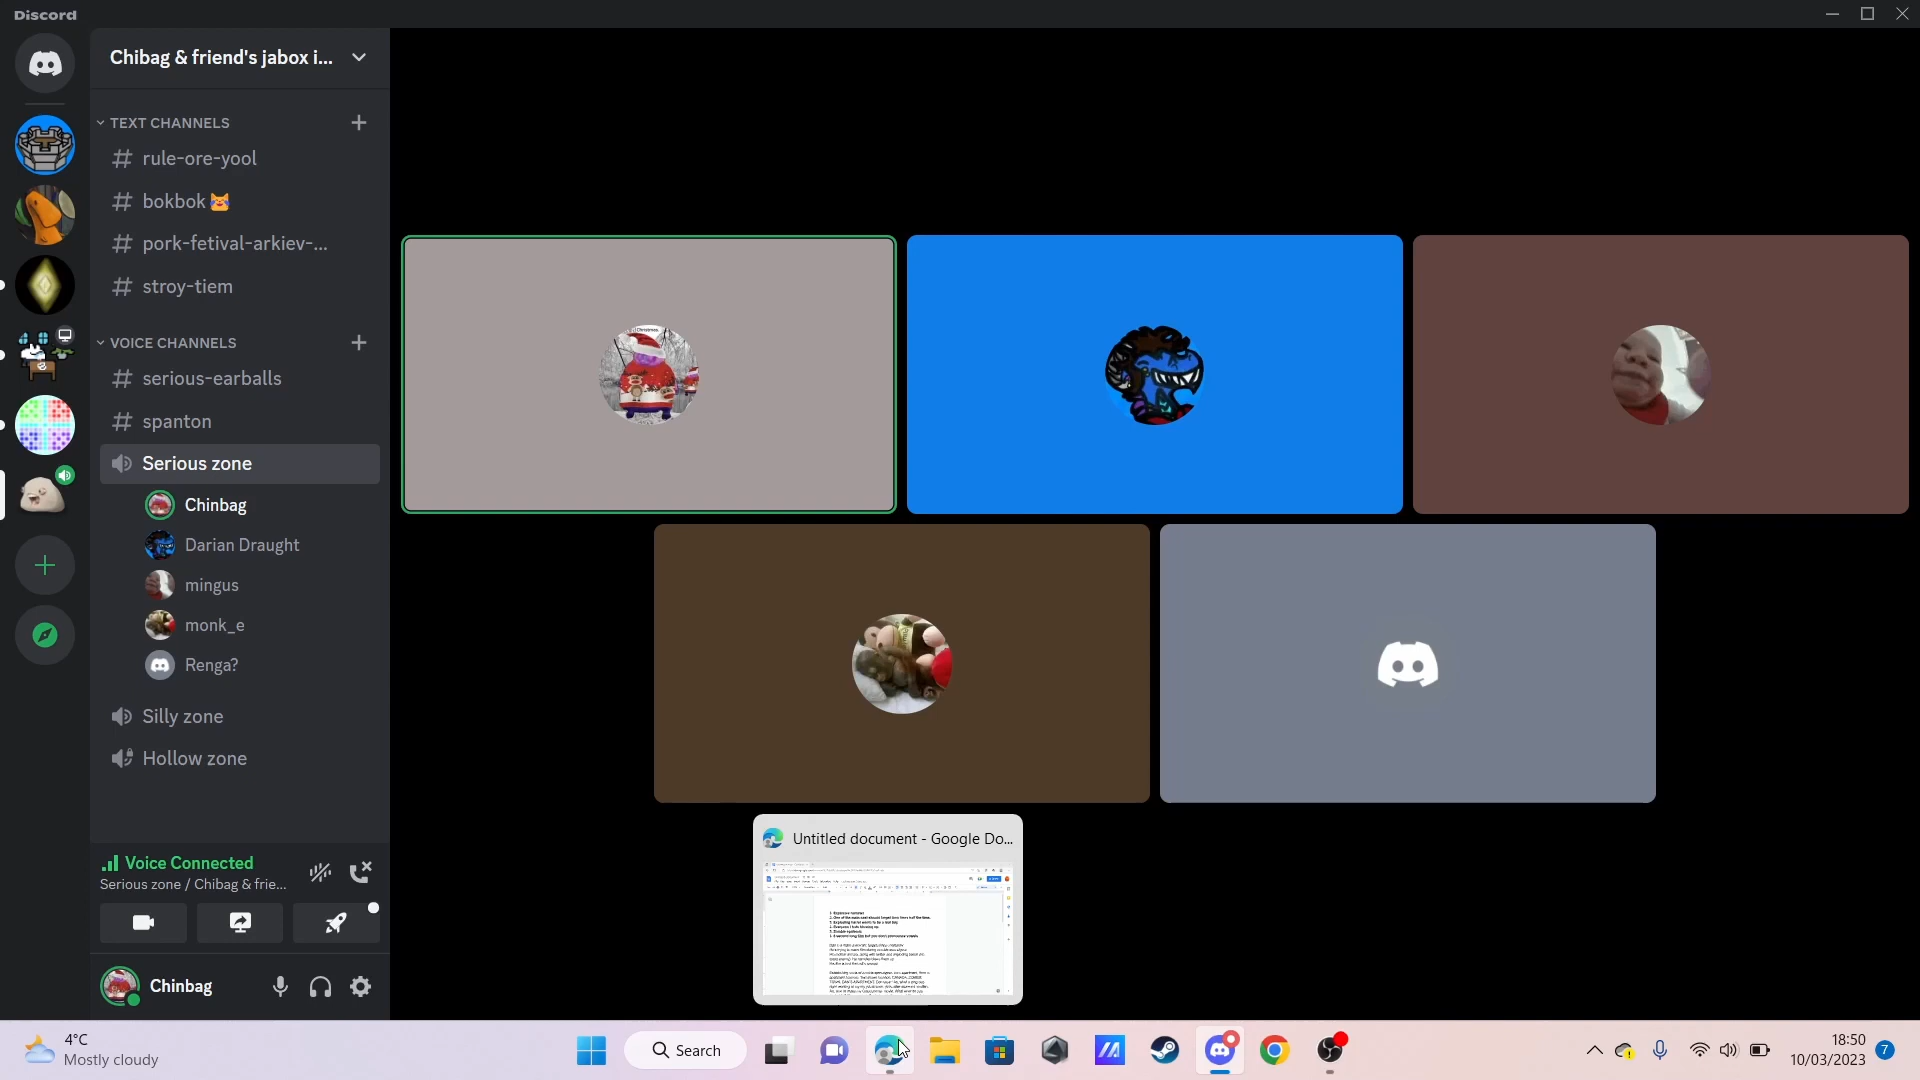 Discord
Chibag & friend's jabox i...
TEXT CHANNELS
rule-ore-yool
bokbok😹
pork-fetival-arkiev-...
stroy-tiem
VOICE CHANNELS
serious-earballs
spanton
Serious zone
Chinbag
Darian Draught
mingus
monk_e
Renga?
Silly zone
Hollow zone
Voice Connected
Serious zone / Chibag & frie...
Chinbag
Christmas.
Untitled document - Google Do...
4°C
Mostly cloudy
Search
18:50
10/03/2023
7